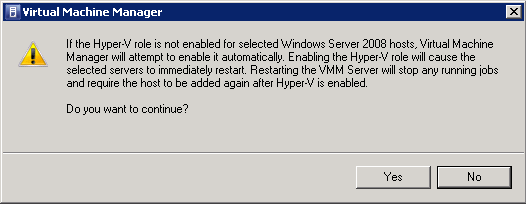 Virtual Machine Manager
If the Hyper-V role is not enabled for selected Windows Server 2008 hosts, Virtual Machine
Manager will attempt to enable it automatically. Enabling the Hyper-V role will cause the
selected servers to immediately restart. Restarting the VMM Server will stop any running jobs
and require the host to be added again after Hyper-V is enabled.
Do you want to continue?
Yes No